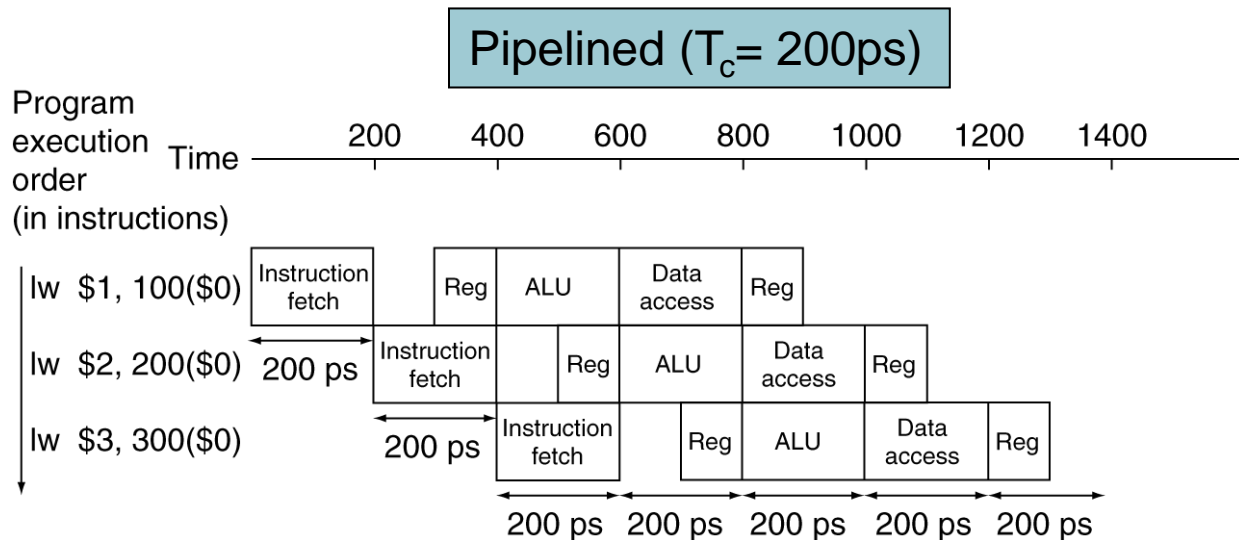 Pipelined (Tc= 200ps)
Program
execution
order
(in instructions)
Time
200 400 600 800 1000 1200 1400
lw $1, 100($0)
Instruction
fetch
Reg
ALU
Data
access
Reg
200 ps
lw $2, 200($0)
Instruction
fetch
Reg
ALU
Data
access
Reg
200 ps
lw $3, 300($0)
Instruction
fetch
Reg
ALU
Data
access
Reg
200 ps 200 ps 200 ps 200 ps 200 ps